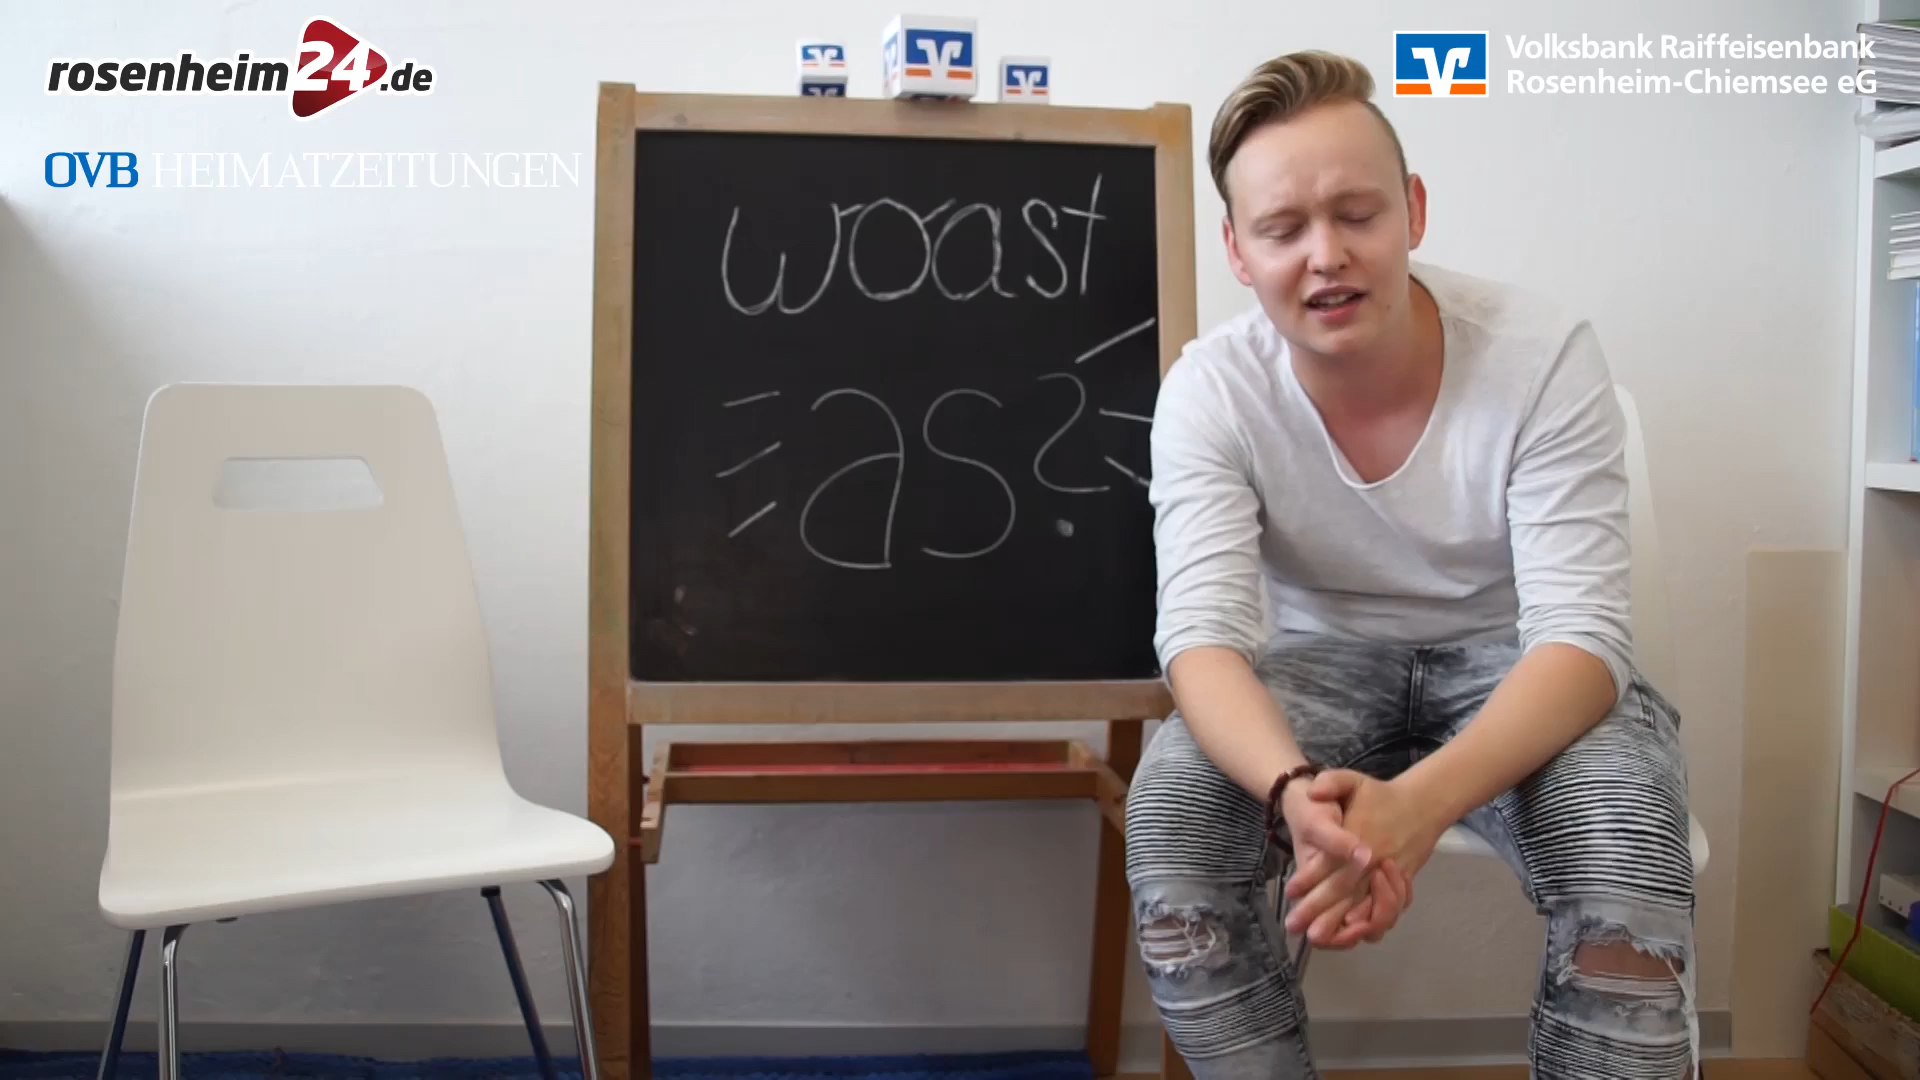 rosenheim24.de
OVB HEIMATZEITUNGEN
Volksbank Raiffeisenbank
Rosenheim-Chiemsee eG
woast
as?